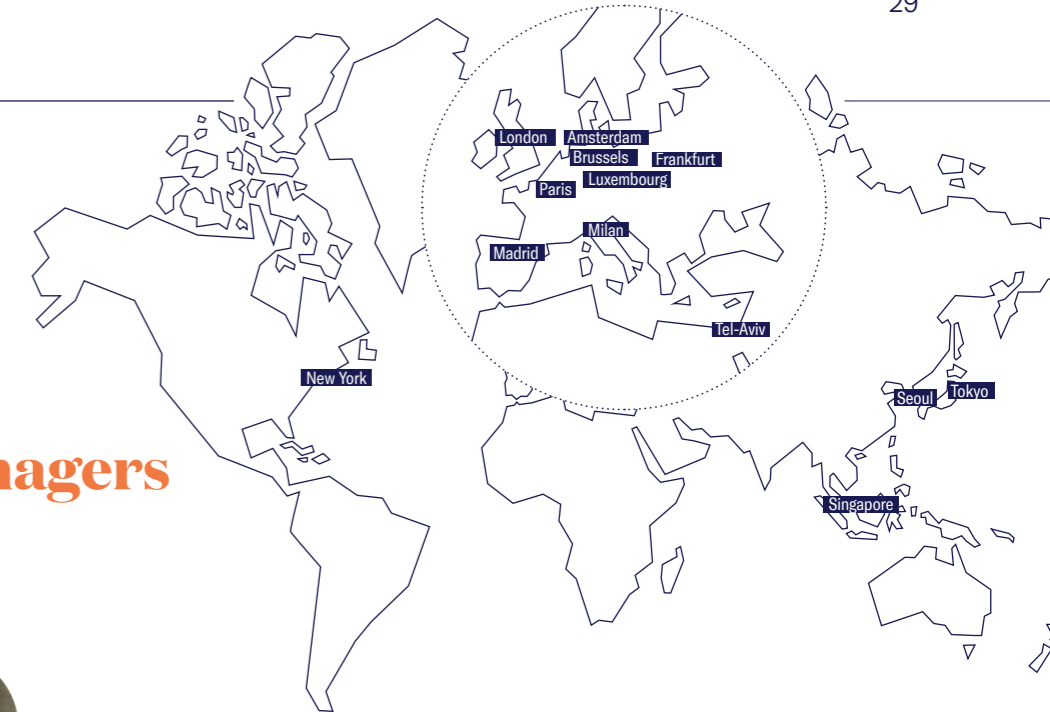 29
London
Amsterdam
Brussels
Frankfurt
Luxembourg
Paris
Milan
Madrid
Tel-Aviv
New York
Seoul
Tokyo
nagers
Singapore